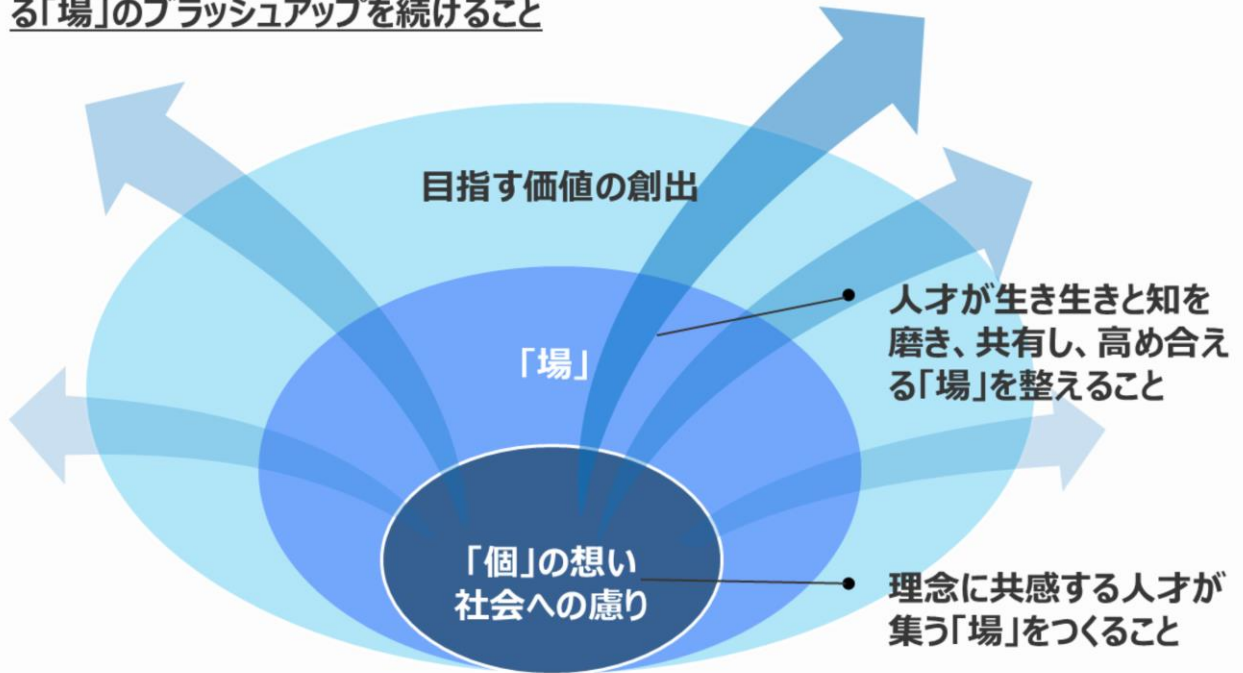 る「場」のブラッシュアップを続けること
目指す価値の創出
「場」
人才が生き生きと知を
磨き、共有し、高め合え
る「場」を整えること
「個」の想い
社会への慮り
理念に共感する人才が
集う「場」をつくること